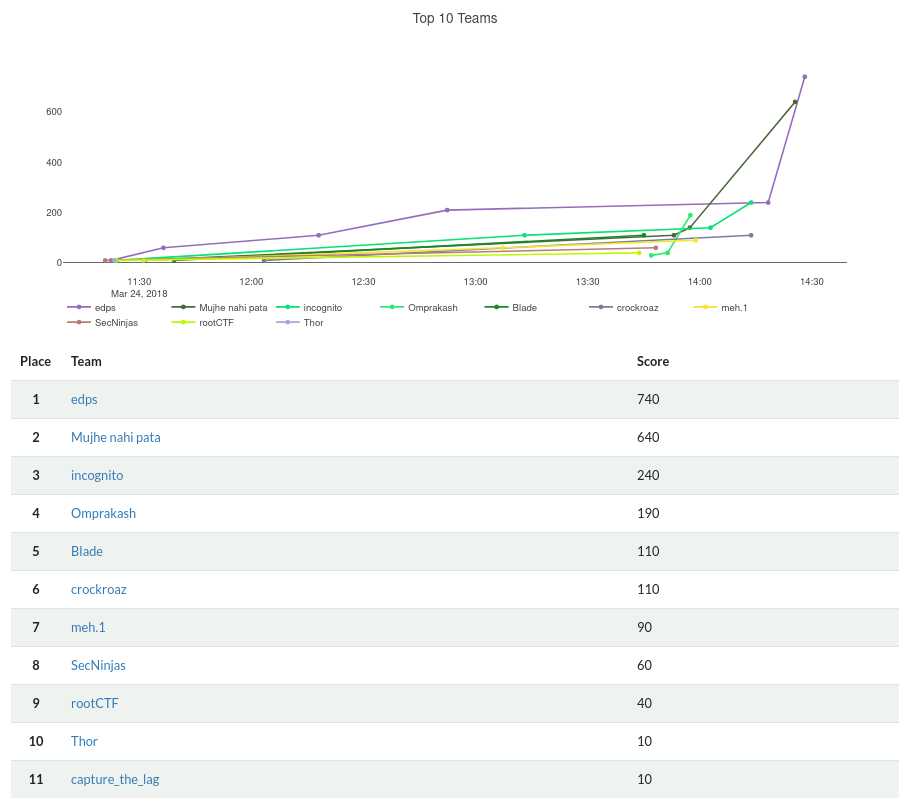 Top 10 Teams
600
400
200
0
11:30 12:00 12:30 13:00 13:30 14:00 14:30
Mar 24, 2018
edps Mujhe nahi pata incognito Omprakash Blade crockroaz meh.1
SecNinjas rootCTF Thor
Place Team Score
1 edps 740
2 Mujhe nahi pata 640
3 incognito 240
4 Omprakash 190
5 Blade 110
6 crockroaz 110
7 meh.1 90
8 SecNinjas 60
9 rootCTF 40
10 Thor 10
11 capture_the_lag 10